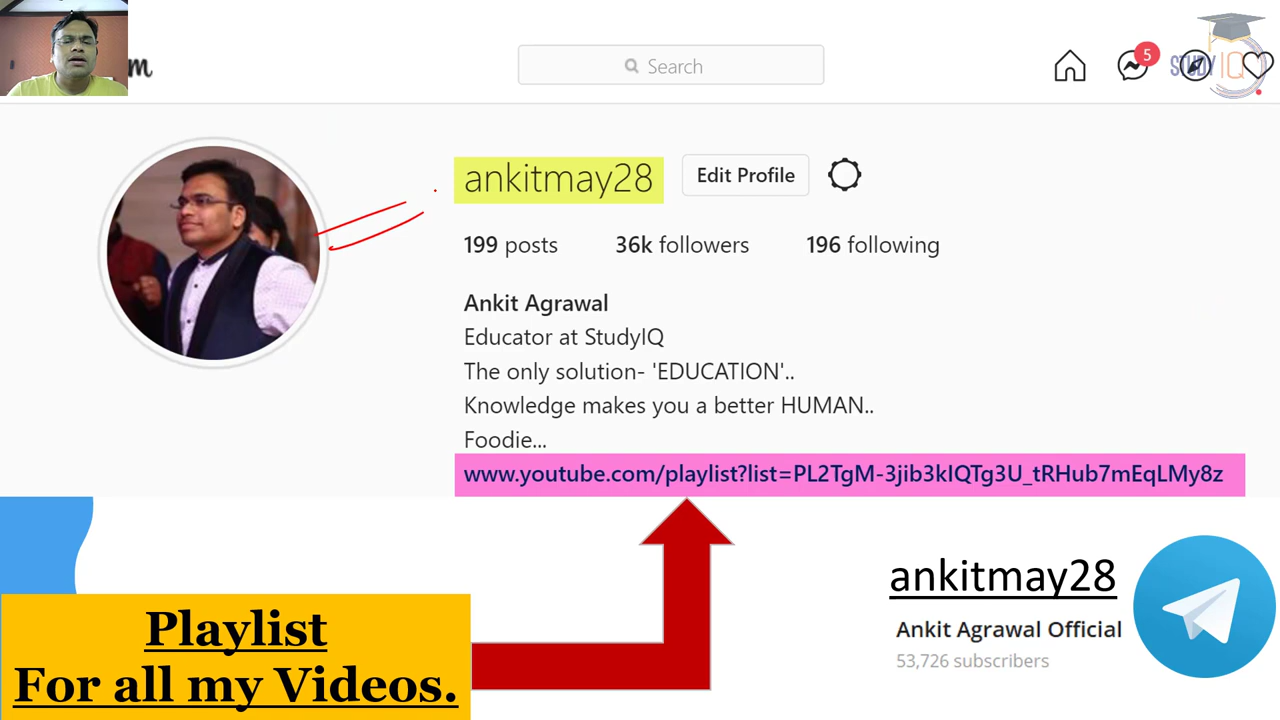 m
Search
5
STUDY IQ
ankitmay28
Edit Profile
199 posts 36k followers 196 following
Ankit Agrawal
Educator at StudyIQ
The only solution- 'EDUCATION'..
Knowledge makes you a better HUMAN..
Foodie...
www.youtube.com/playlist?list=PL2TgM-3jib3kIQTg3U_tRHub7mEqLMy8z
Playlist
For all my Videos.
ankitmay28
Ankit Agrawal Official
53,726 subscribers